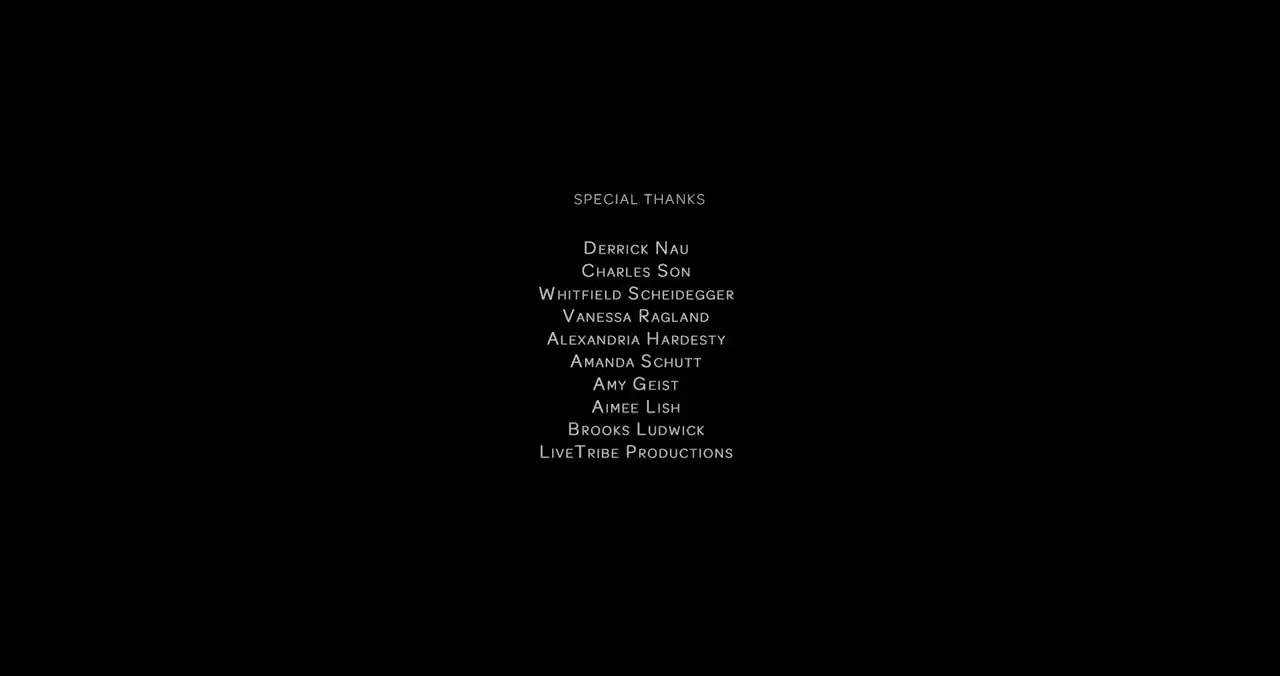 SPECIAL THANKS
Derrick Nau
Charles Son
Whitfield Scheidegger
Vanessa Ragland
Alexandria Hardesty
Amanda Schutt
Amy Geist
Aimee Lish
Brooks Ludwick
LiveTribe Productions